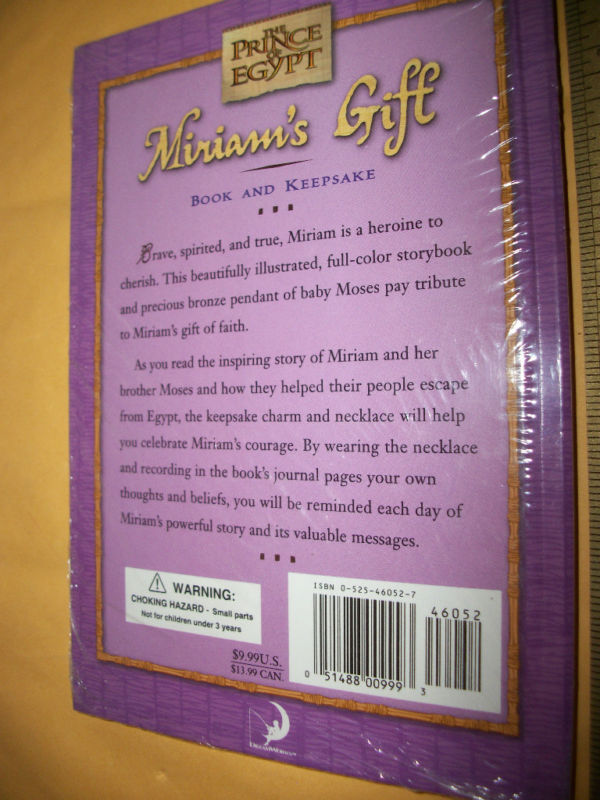 THE
PRINCE
OF
EGYPT
Miriam's Gift
BOOK AND KEEPSAKE
Brave, spirited, and true, Miriam is a heroine to
cherish. This beautifully illustrated, full-color storybook
and precious bronze pendant of baby Moses pay tribute
to Miriam's gift of faith.
As you read the inspiring story of Miriam and her
brother Moses and how they helped their people escape
from Egypt, the keepsake charm and necklace will help
you celebrate Miriam's courage. By wearing the necklace
and recording in the book's journal pages your own
thoughts and beliefs, you will be reminded each day of
Miriam's powerful story and its valuable messages.
WARNING:
CHOKING HAZARD - Small parts
Not for children under 3 years
$9.99U.S.
$13.99 CAN.
ISBN 0-525-46052-7
46052
0 51488 00999 3
DREAMWORKS